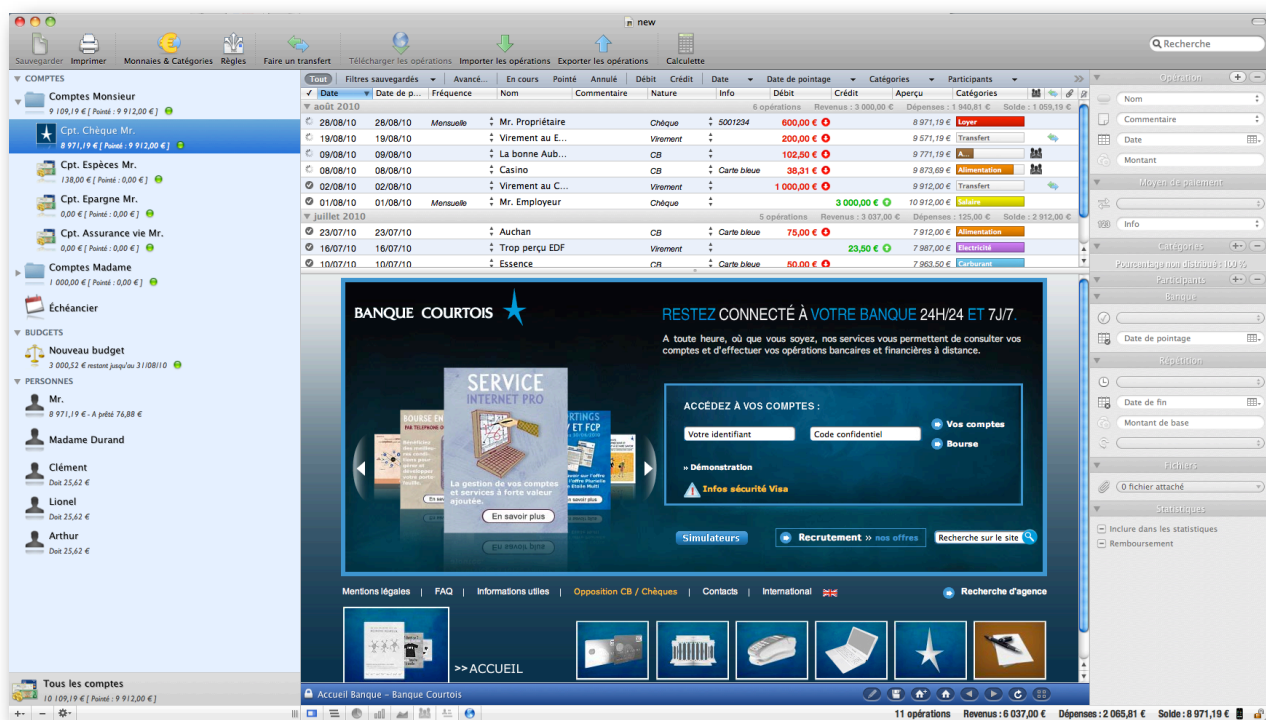 new
Sauvegarder Imprimer Monnaies & Catégories Règles Faire un transfert Télécharger les opérations Importer les opérations Exporter les opérations Calculette
Recherche
COMPTES
Comptes Monsieur
9 109,19 € [ Pointé : 9 912,00 € ]
Cpt. Chèque Mr.
8 971,19 € [ Pointé : 9 912,00 € ]
Cpt. Espèces Mr.
138,00 € [ Pointé : 0,00 € ]
Cpt. Epargne Mr.
0,00 € [ Pointé : 0,00 € ]
Cpt. Assurance vie Mr.
0,00 € [ Pointé : 0,00 € ]
Comptes Madame
1 000,00 € [ Pointé : 0,00 € ]
Échéancier
BUDGETS
Nouveau budget
3 000,52 € restant jusqu'au 31/08/10
PERSONNES
Mr.
8 971,19 € - A prêté 76,88 €
Madame Durand
Clément
Doit 25,62 €
Lionel
Doit 25,62 €
Arthur
Doit 25,62 €
Tous les comptes
10 109,19 € [ Pointé : 9 912,00 € ]
Tout Filtres sauvegardés Avancé... En cours Pointé Annulé Débit Crédit Date Date de pointage Catégories Participants
Date Date de p... Fréquence Nom Commentaire Nature Info Débit Crédit Aperçu Catégories
août 2010 6 opérations Revenus : 3 000,00 € Dépenses : 1 940,81 € Solde : 1 059,19 €
28/08/10 28/08/10 Mensuelle Mr. Propriétaire Chèque 5001234 600,00 € 8 371,19 € Loyer
19/08/10 19/08/10 Virement au E... Virement 200,00 € 9 571,19 € Transfert
09/08/10 09/08/10 La bonne Aub... CB 102,50 € 9 771,19 € A...
08/08/10 08/08/10 Casino CB Carte bleue 38,31 € 9 873,69 € Alimentation
02/08/10 02/08/10 Virement au C... Virement 1 000,00 € 9 912,00 € Transfert
01/08/10 01/08/10 Mensuelle Mr. Employeur Chèque 3 000,00 € 10 912,00 € Salaire
juillet 2010 5 opérations Revenus : 3 037,00 € Dépenses : 125,00 € Solde : 2 912,00 €
23/07/10 23/07/10 Auchan CB Carte bleue 75,00 € 7 912,00 € Alimentation
16/07/10 16/07/10 Trop perçu EDF Virement 23,50 € 7 987,00 € Electricité
10/07/10 10/07/10 Essence CB Carte bleue 50,00 € 7 963,50 € Carburant
BANQUE COURTOIS
RESTEZ CONNECTÉ À VOTRE BANQUE 24H/24 ET 7J/7.
A toute heure, où que vous soyez, nos services vous permettent de consulter vos
comptes et d'effectuer vos opérations bancaires et financières à distance.
SERVICE
INTERNET PRO
La gestion de vos comptes
et services à forte valeur
ajoutée.
En savoir plus
BOURSE EN
PAR TELEPHONE O
ET FCP
ACCÉDEZ À VOS COMPTES :
Votre identifiant Code confidentiel
Vos comptes
Bourse
» Démonstration
Infos sécurité Visa
Simulateurs
Recrutement » nos offres
Recherche sur le site
Mentions légales | FAQ | Informations utiles | Opposition CB / Chèques | Contacts | International
Recherche d'agence
>>ACCUEIL
Accueil Banque – Banque Courtois
11 opérations Revenus : 6 037,00 € Dépenses : 2 065,81 € Solde : 8 971,19 €
Opération
Nom
Commentaire
Date
Montant
Moyen de paiement
Info
Catégories
Pourcentage non distribué : 100 %
Participants
Banque
Date de pointage
Répétition
Date de fin
Montant de base
Fichiers
0 fichier attaché
Statistiques
Inclure dans les statistiques
Remboursement